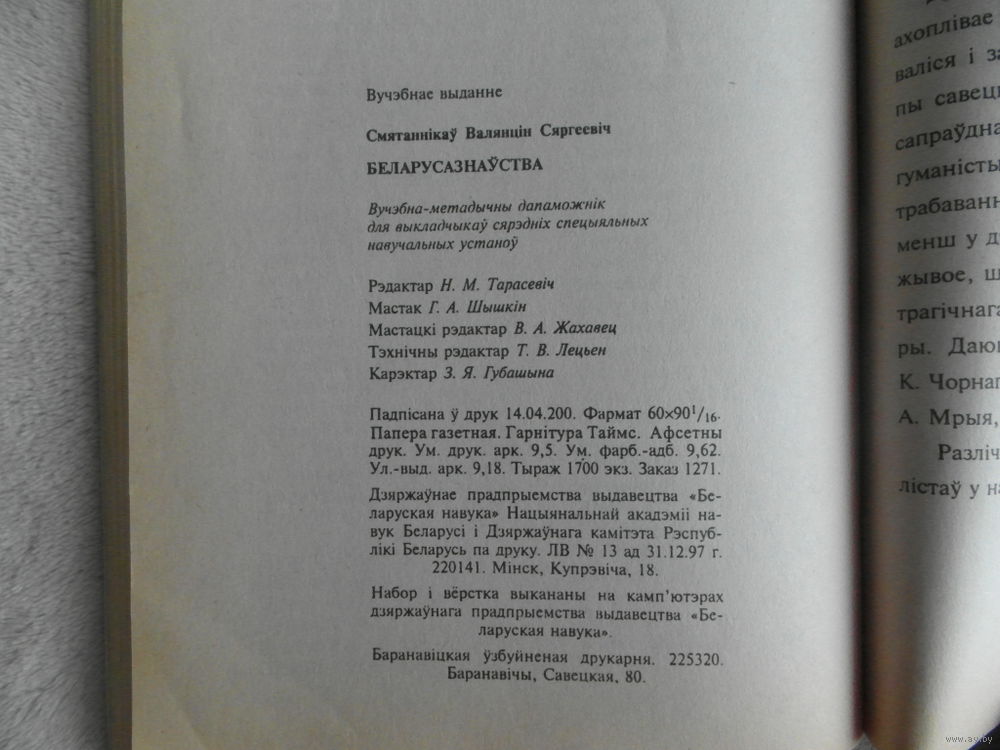 Вучэбнае выданне
Смятаннікаў Валянцін Сяргеевіч
БЕЛАРУСАЗНАЎСТВА
Вучэбна-метадычны дапаможнік
для выкладчыкаў сярэдніх спецыяльных
навучальных устаноў
Рэдактар Н. М. Тарасевіч
Мастак Г. А. Шышкін
Мастацкі рэдактар В. А. Жахавец
Тэхнічны рэдактар Т. В. Лецьен
Карэктар З. Я. Губашына
Падпісана ў друк 14.04.200. Фармат 60×90¹/₁₆.
Папера газетная. Гарнітура Таймс. Афсетны
друк. Ум. друк. арк. 9,5. Ум. фарб.-адб. 9,62.
Ул.-выд. арк. 9,18. Тыраж 1700 экз. Заказ 1271.
Дзяржаўнае прадпрыемства выдавецтва «Бе-
ларуская навука» Нацыянальнай акадэміі на-
вук Беларусі і Дзяржаўнага камітэта Рэспуб-
лікі Беларусь па друку. ЛВ № 13 ад 31.12.97 г.
220141. Мінск, Купрэвіча, 18.
Набор і вёрстка выкананы на камп'ютэрах
дзяржаўнага прадпрыемства выдавецтва «Бе-
ларуская навука».
Баранавіцкая ўзбуйненая друкарня. 225320.
Баранавічы, Савецкая, 80.
ахоплівае
валіся і
пы савец
сапраўдна
гуманісты
трабаванн
менш у
жывое,
трагічнага
ры. Даю
К. Чорна
А. Мрыя,
Разліч
лістаў у
www.ay.by